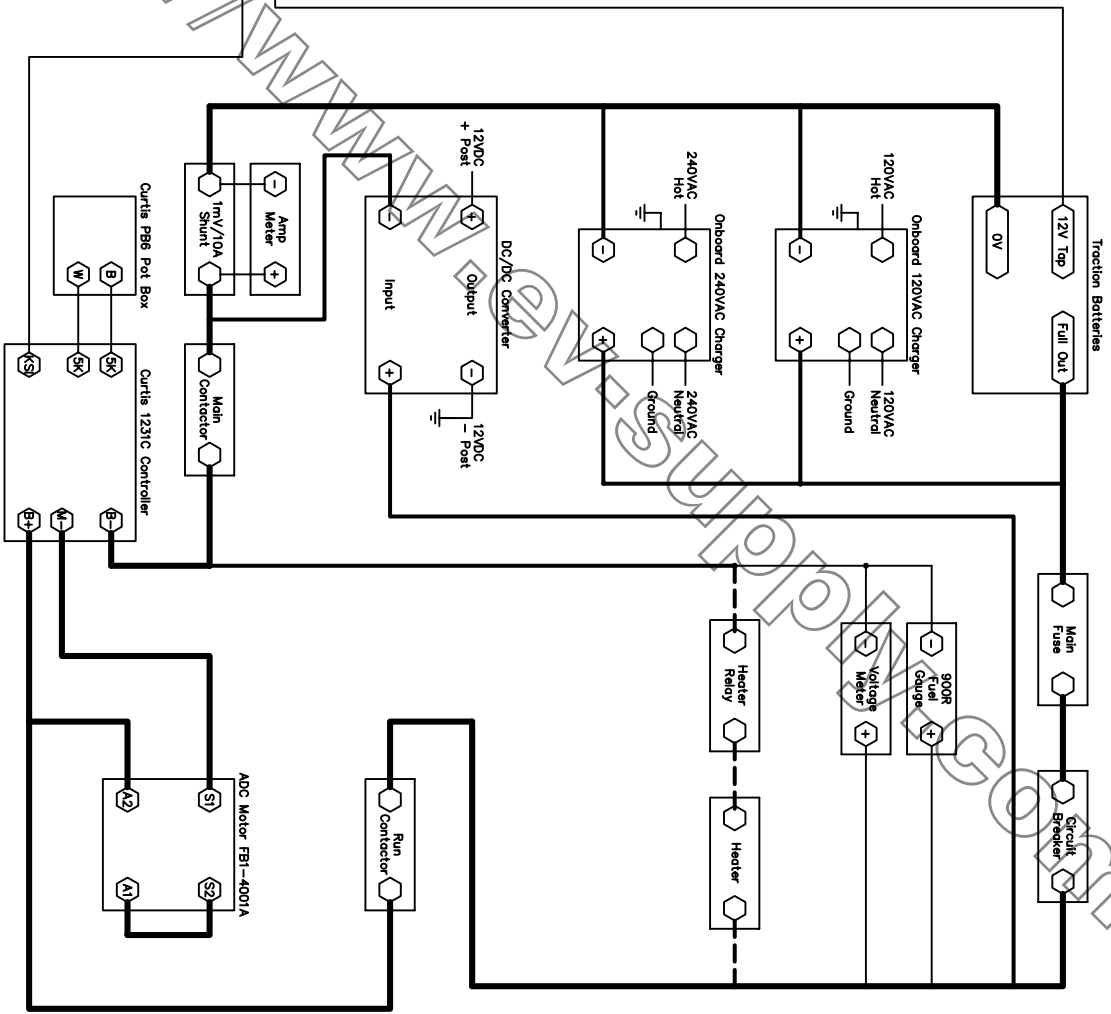 Traction Batteries
12V Tap
Full Out
0V
Onboard 120VAC Charger
120VAC
Hot
-
+
120VAC
Neutral
Ground
Onboard 240VAC Charger
240VAC
Hot
-
+
240VAC
Neutral
Ground
DC/DC Converter
12VDC
+ Post
+
Output
-
12VDC
- Post
-
Input
+
Amp
Meter
-
+
1mV/10A
Shunt
Main
Contactor
Curtis PB6 Pot Box
B
W
Curtis 1231C Controller
5K
5K
KSI
B-
M-
B+
Main
Fuse
Circuit
Breaker
900R
Fuel
Gauge
-
+
Voltage
Meter
-
+
Heater
Relay
Heater
Run
Contactor
ADC Motor FB1-4001A
S1
S2
A2
A1
//www.ev-supply.com